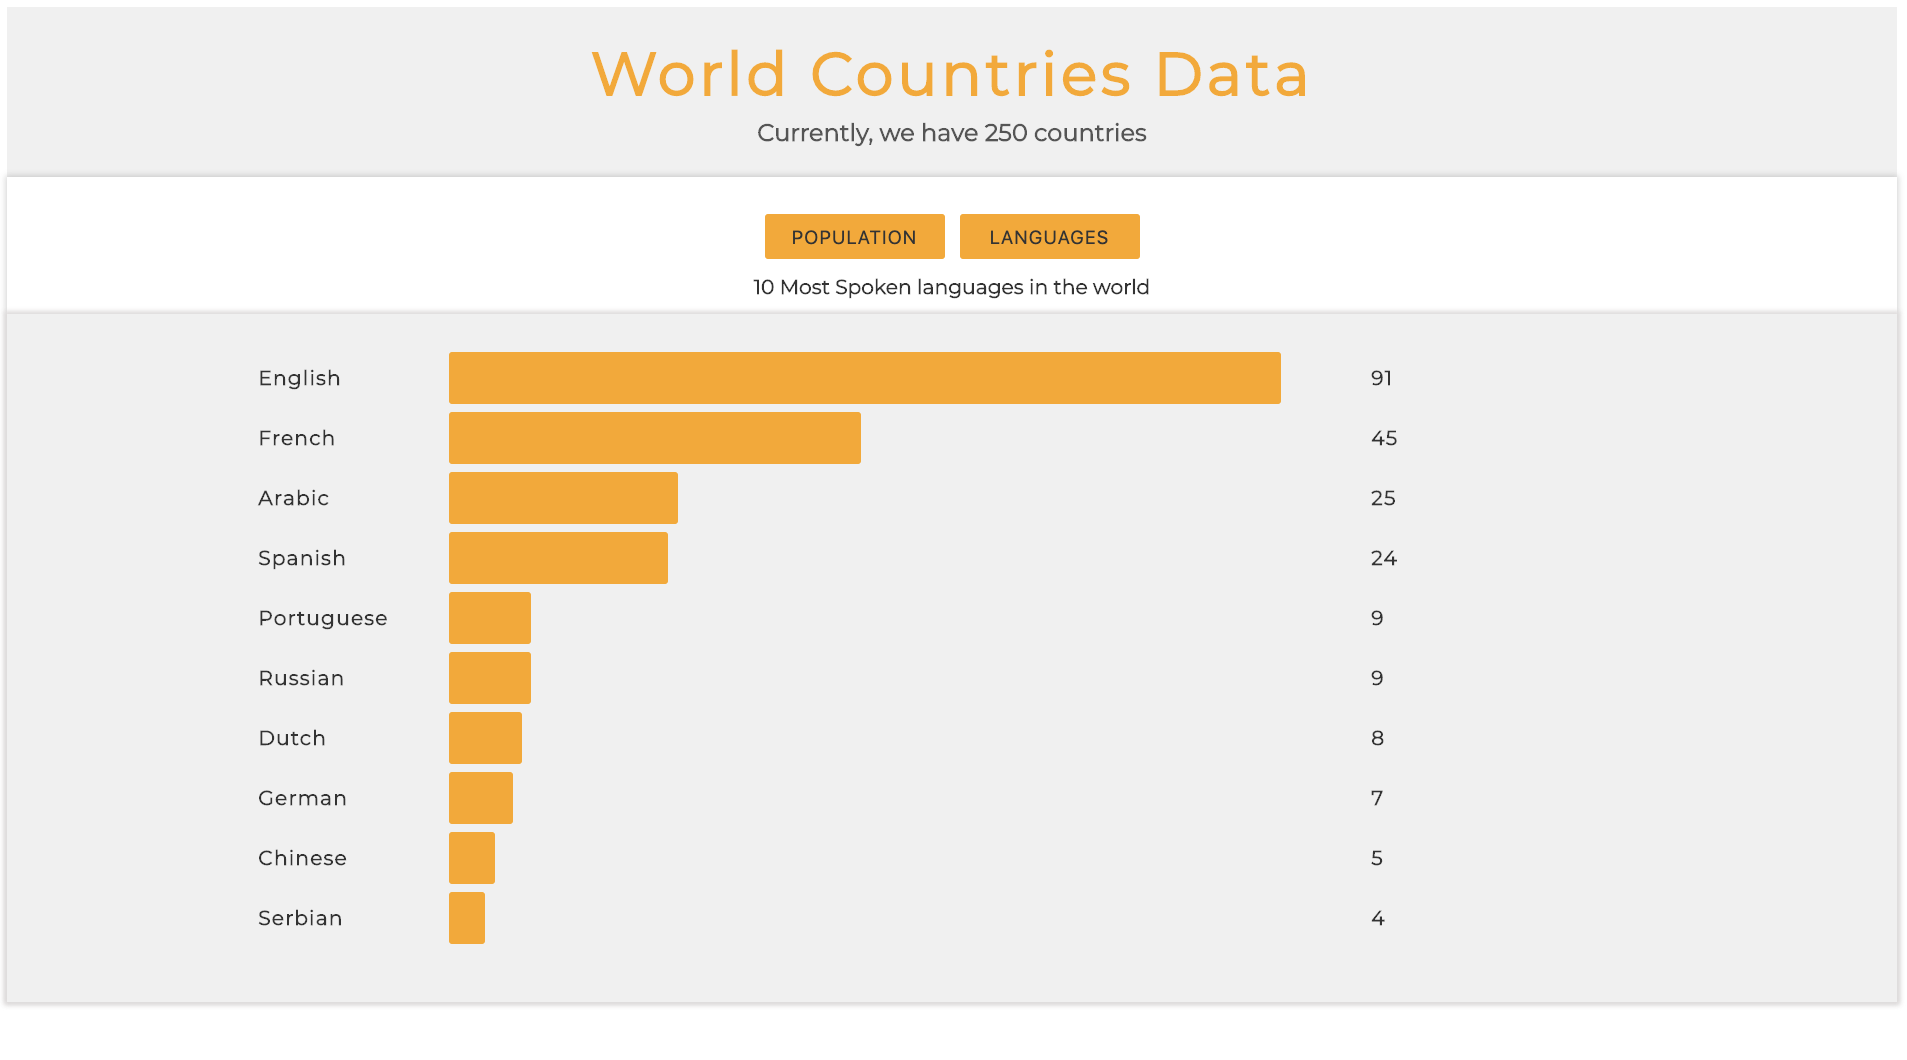 World Countries Data
Currently, we have 250 countries
POPULATION LANGUAGES
10 Most Spoken languages in the world
English 91
French 45
Arabic 25
Spanish 24
Portuguese 9
Russian 9
Dutch 8
German 7
Chinese 5
Serbian 4